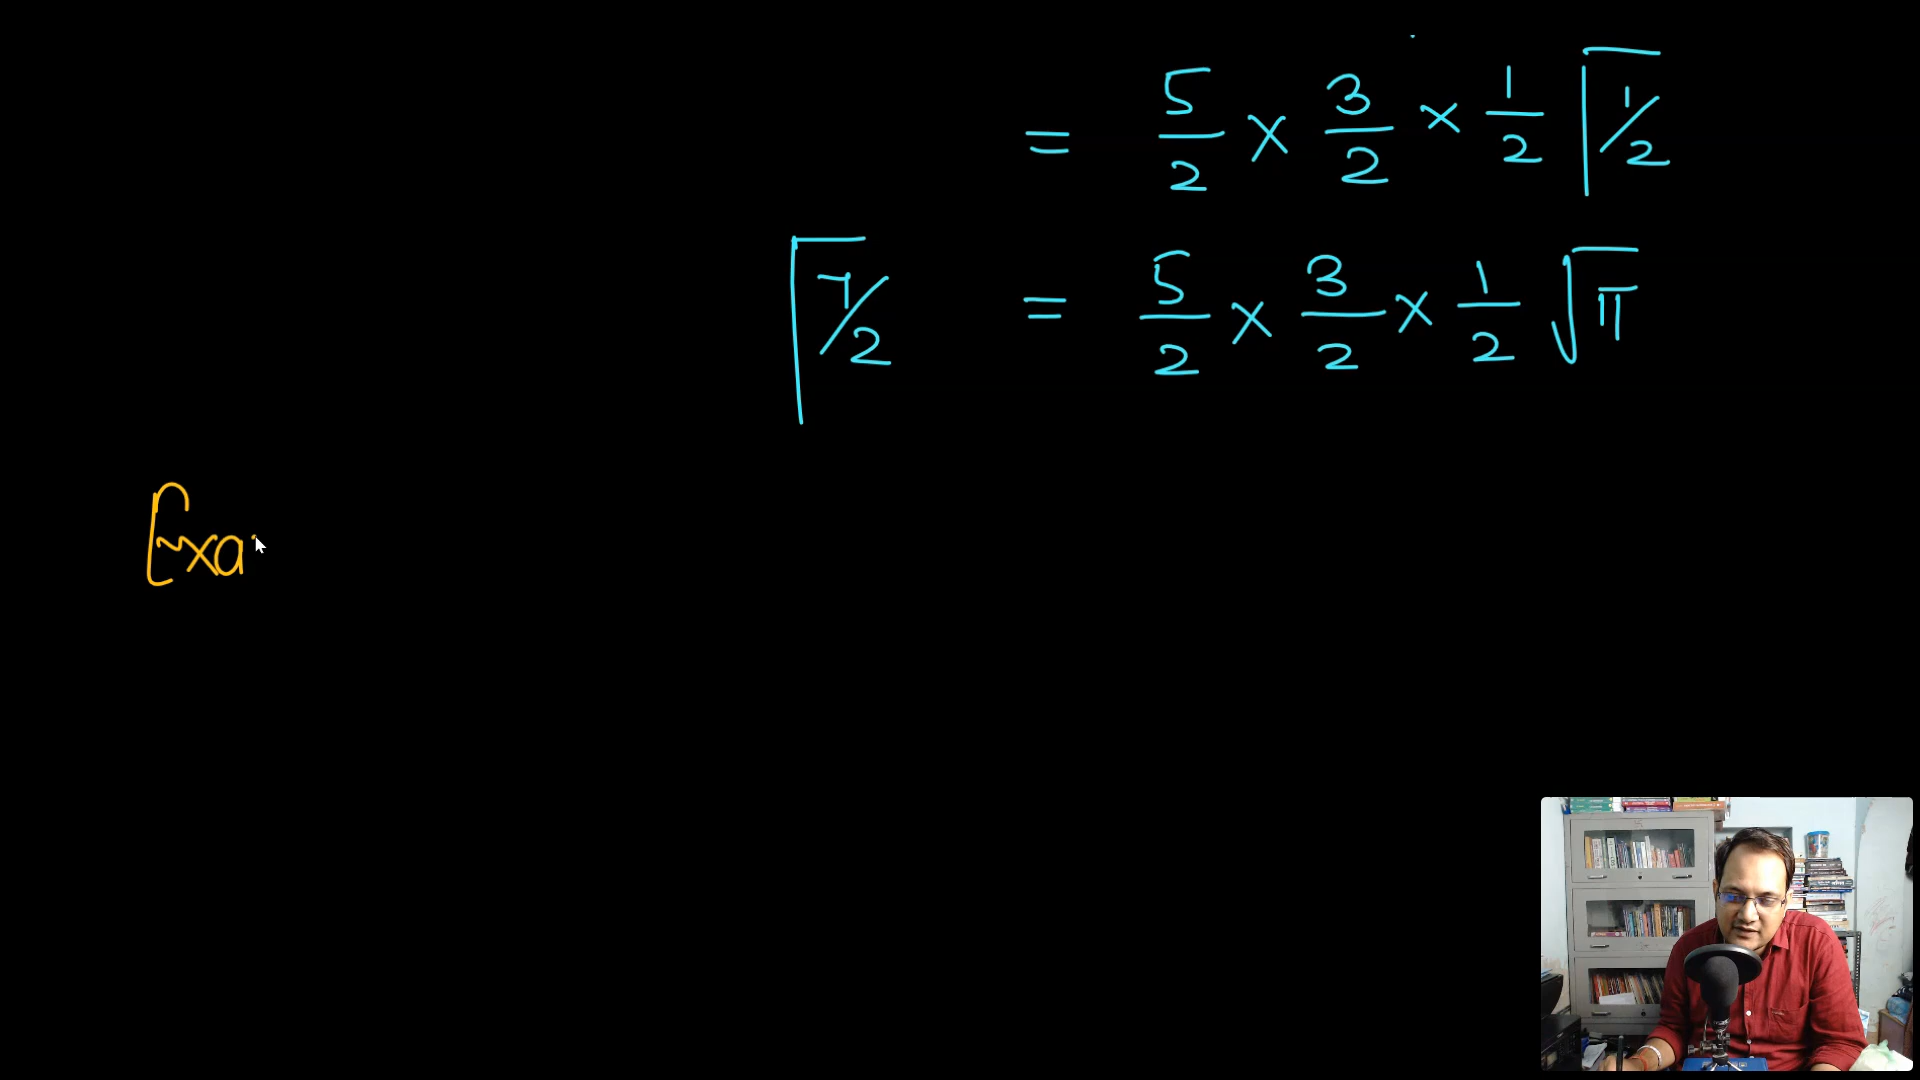 = 5/2 × 3/2 × 1/2 Γ1/2
Γ7/2 = 5/2 × 3/2 × 1/2 √π
Exa